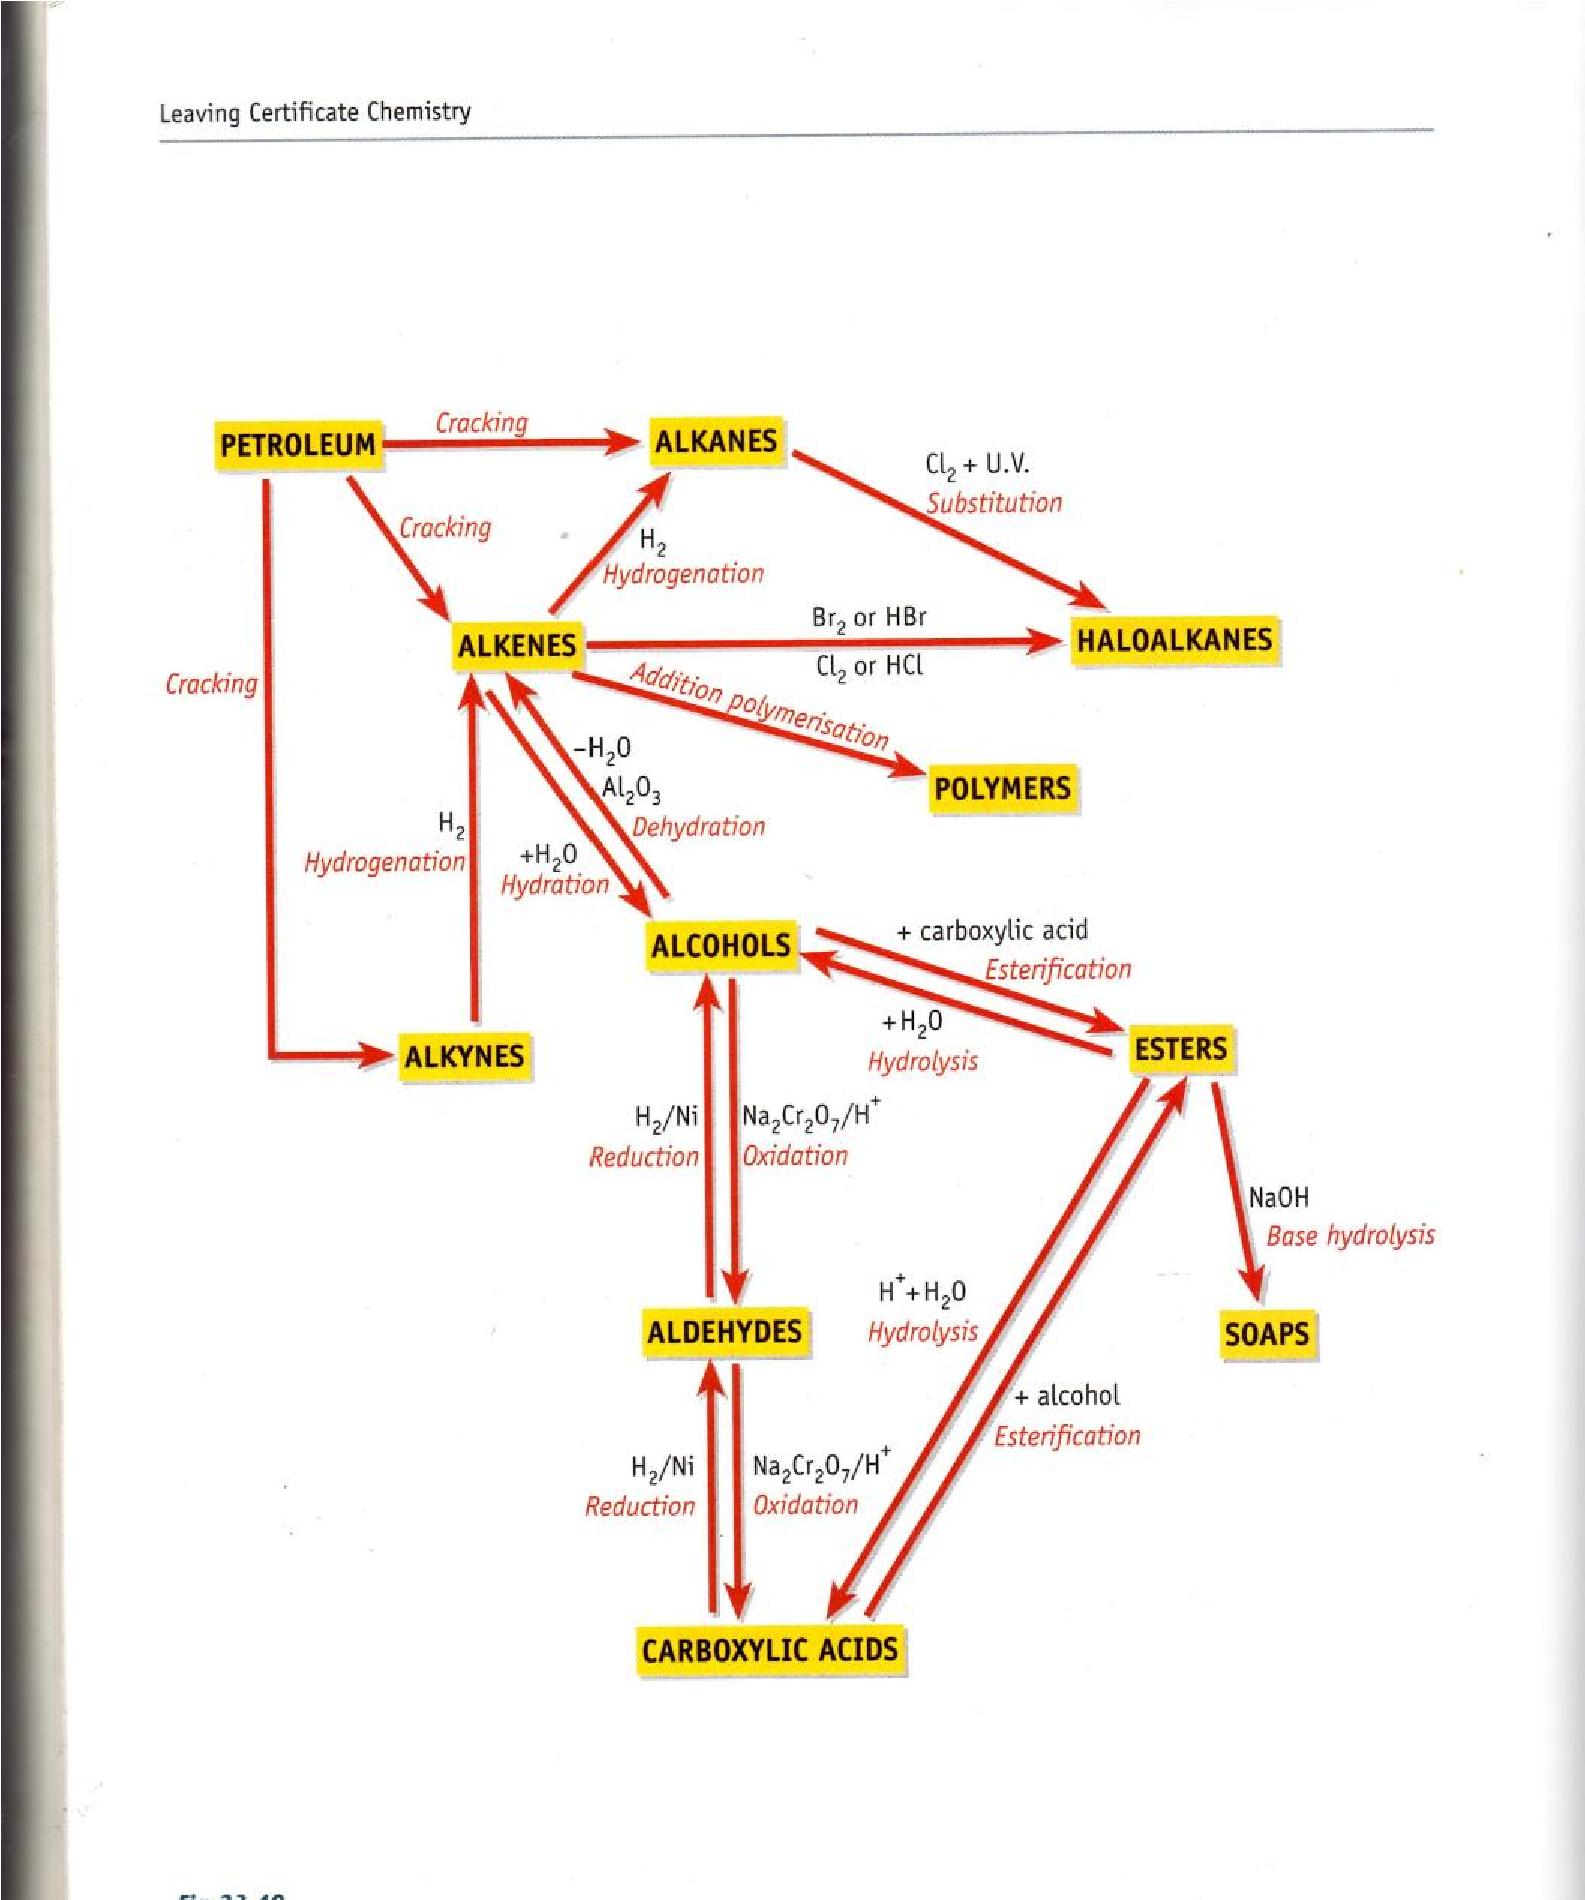 Leaving Certificate Chemistry
Cracking
PETROLEUM
ALKANES
Cl₂ + U.V.
Substitution
Cracking
H₂
Hydrogenation
Br₂ or HBr
ALKENES
HALOALKANES
Cl₂ or HCl
Addition polymerisation
Cracking
–H₂O
Al₂O₃
Dehydration
POLYMERS
H₂
Hydrogenation
+H₂O
Hydration
ALCOHOLS
+ carboxylic acid
Esterification
+H₂O
Hydrolysis
ESTERS
ALKYNES
H₂/Ni
Reduction
Na₂Cr₂O₇/H⁺
Oxidation
NaOH
Base hydrolysis
H⁺+H₂O
Hydrolysis
ALDEHYDES
SOAPS
+ alcohol
Esterification
H₂/Ni
Reduction
Na₂Cr₂O₇/H⁺
Oxidation
CARBOXYLIC ACIDS